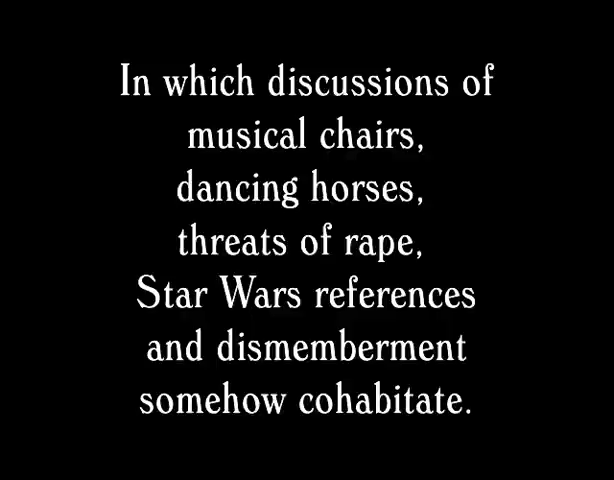 In which discussions of
musical chairs,
dancing horses,
threats of rape,
Star Wars references
and dismemberment
somehow cohabitate.